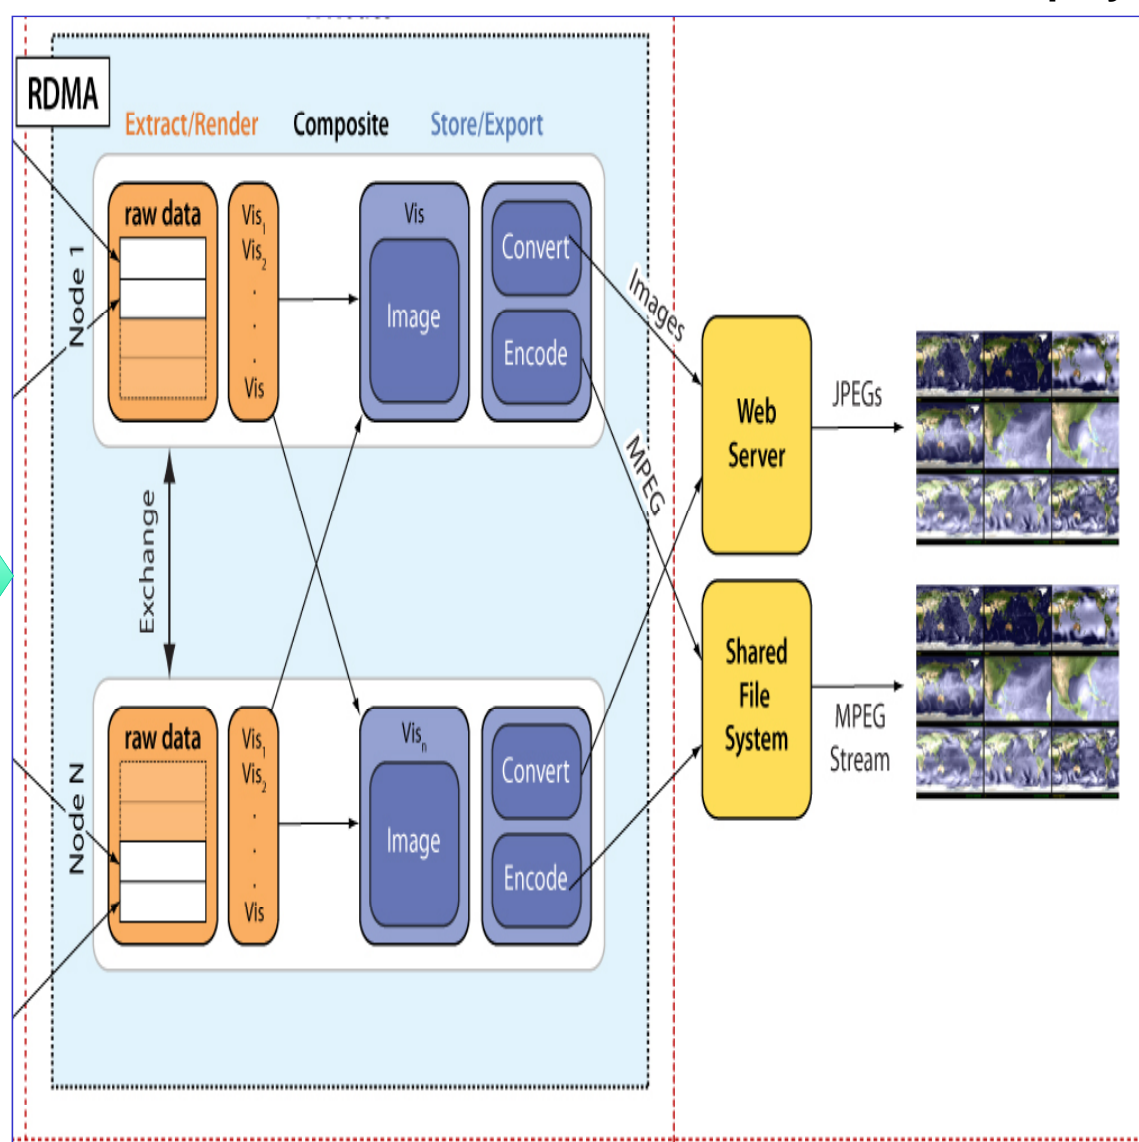 RDMA
Extract/Render Composite Store/Export
Node 1
raw data
Vis1
Vis2
.
.
.
Vis
Vis
Image
Convert
Encode
Images
MPEG
Exchange
Web
Server
JPEGs
Shared
File
System
MPEG
Stream
Node N
raw data
Vis1
Vis2
.
.
.
Vis
Visn
Image
Convert
Encode